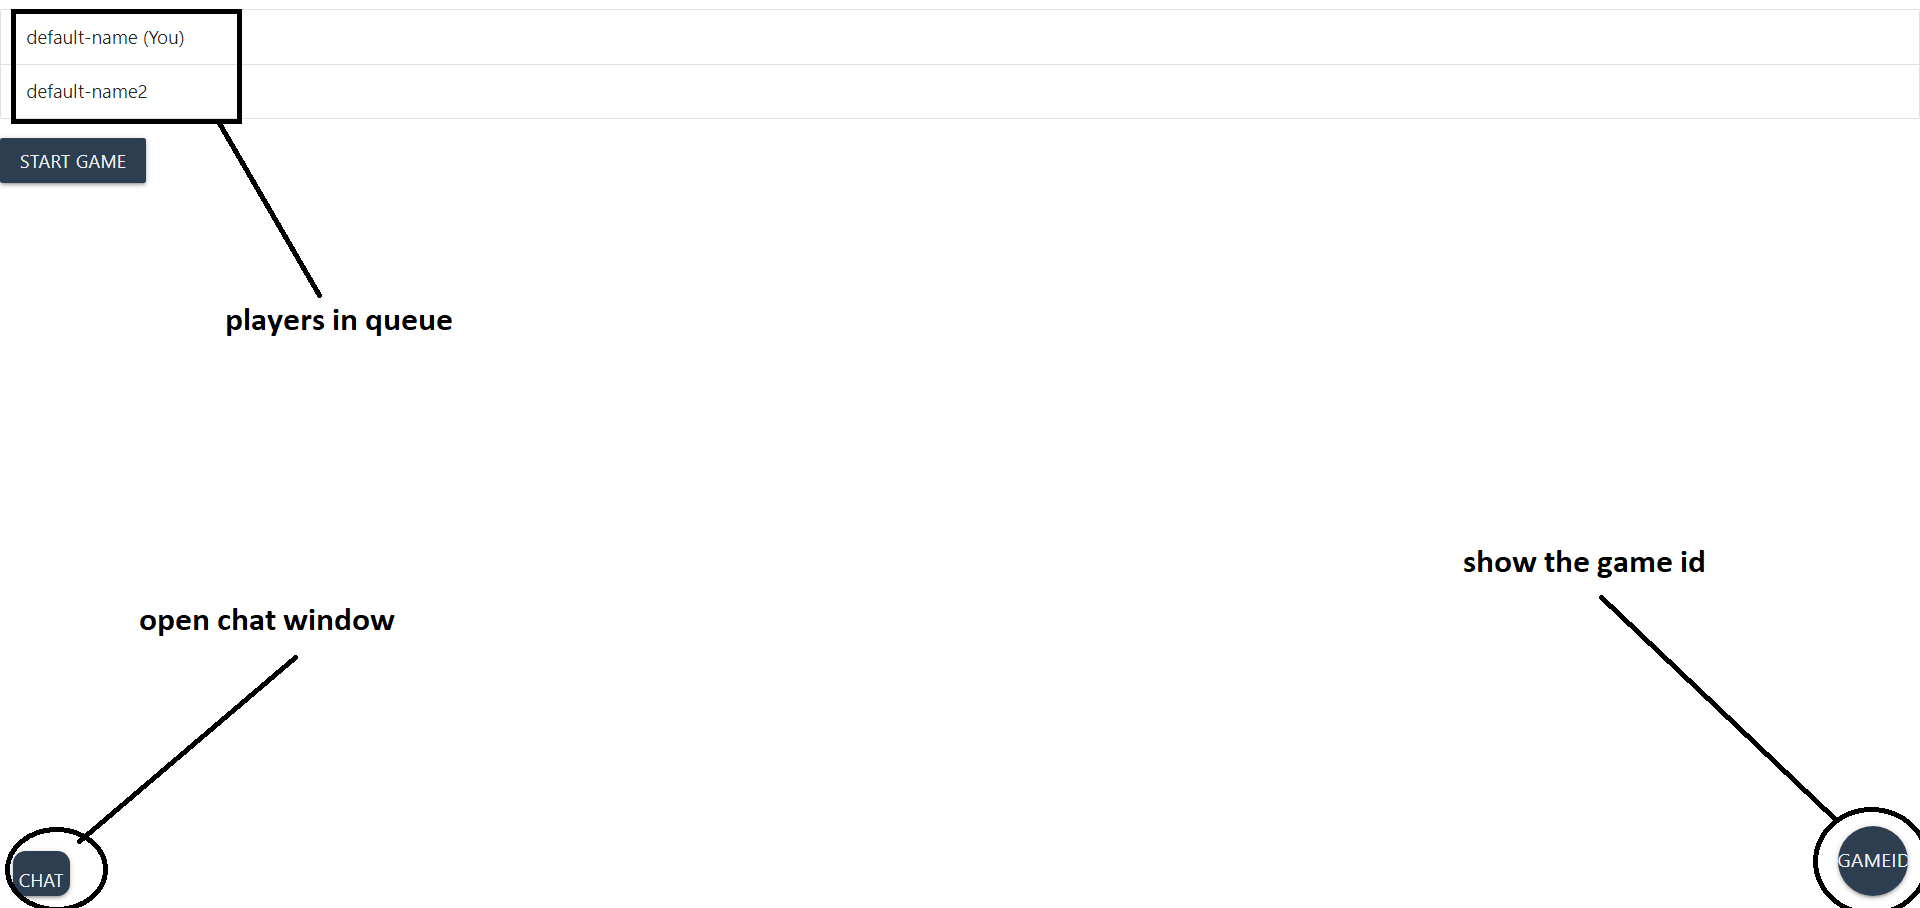 default-name (You)
default-name2
START GAME
players in queue
show the game id
open chat window
GAMEID
CHAT